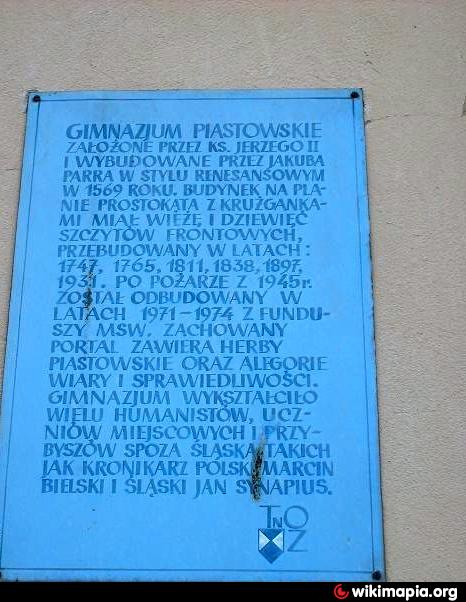 GIMNAZJUM PIASTOWSKIE
ZAŁOŻONE PRZEZ KS. JERZEGO II
I WYBUDOWANE PRZEZ JAKUBA
PARRA W STYLU RENESANSOWYM
W 1569 ROKU. BUDYNEK NA PLA-
NIE PROSTOKĄTA Z KRUŻGANKA-
MI MIAŁ WIEŻĘ I DZIEWIĘĆ
SZCZYTÓW FRONTOWYCH,
PRZEBUDOWANY W LATACH:
1747, 1765, 1811, 1838, 1897,
1931. PO POŻARZE Z 1945r.
ZOSTAŁ ODBUDOWANY W
LATACH 1971-1974 Z FUNDU-
SZY MSW. ZACHOWANY
PORTAL ZAWIERA HERBY
PIASTOWSKIE ORAZ ALEGORIE
WIARY I SPRAWIEDLIWOŚCI.
GIMNAZJUM WYKSZTAŁCIŁO
WIELU HUMANISTÓW, UCZ-
NIÓW MIEJSCOWYCH I PRZY-
BYSZÓW SPOZA ŚLĄSKA, TAKICH
JAK KRONIKARZ POLSKI MARCIN
BIELSKI I ŚLĄSKI JAN SYNAPIUS.
TnOZ
wikimapia.org